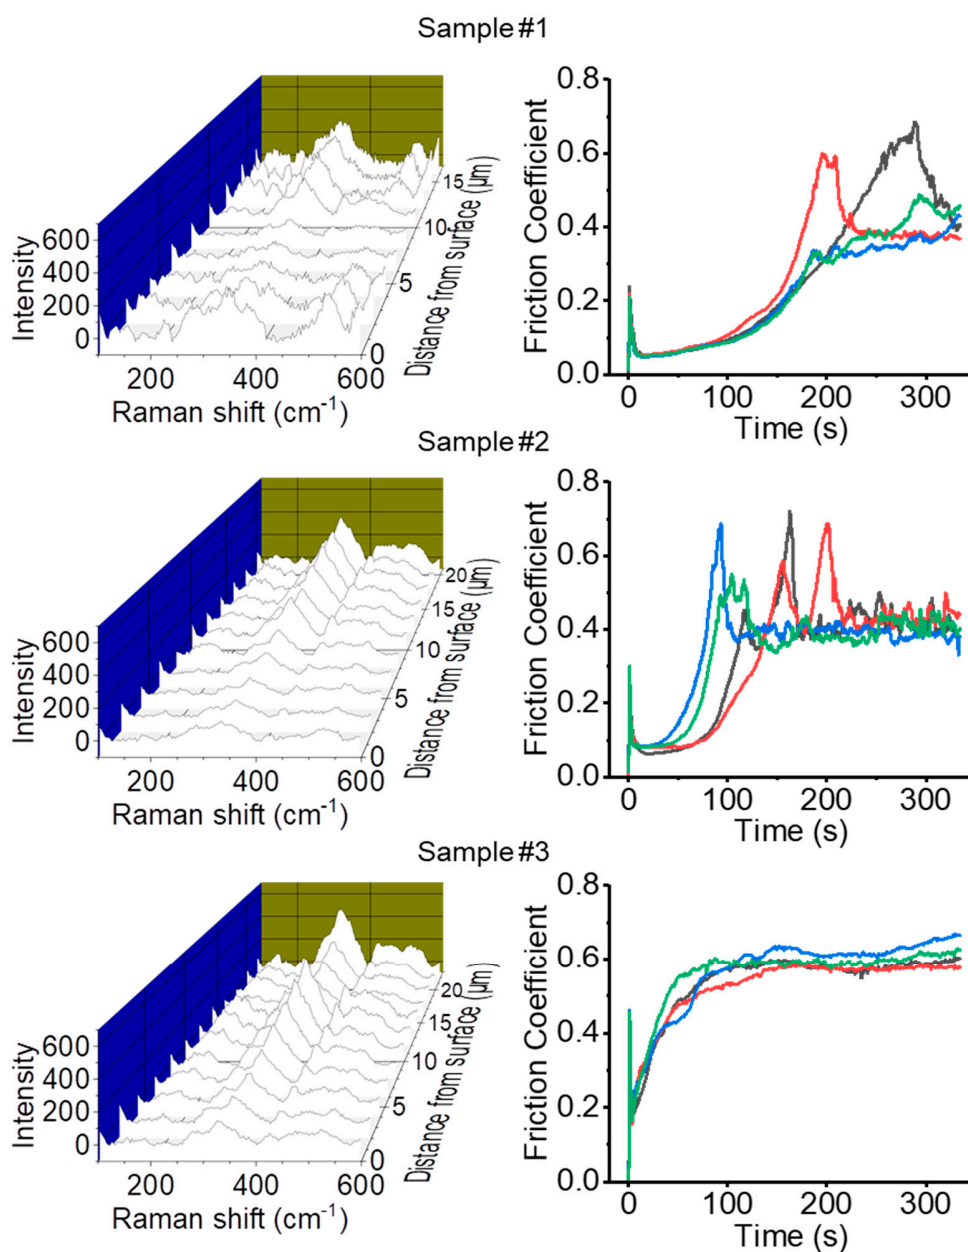 Sample #1
Intensity
600
400
200
0
200 400 600
Raman shift (cm-1)
0
5
10
15
Distance from surface (µm)
Friction Coefficient
0.8
0.6
0.4
0.2
0.0
0 100 200 300
Time (s)
Sample #2
Intensity
600
400
200
0
200 400 600
Raman shift (cm-1)
0
5
10
15
20
Distance from surface (µm)
Friction Coefficient
0.8
0.6
0.4
0.2
0.0
0 100 200 300
Time (s)
Sample #3
Intensity
600
400
200
0
200 400 600
Raman shift (cm-1)
0
5
10
15
20
Distance from surface (µm)
Friction Coefficient
0.8
0.6
0.4
0.2
0.0
0 100 200 300
Time (s)